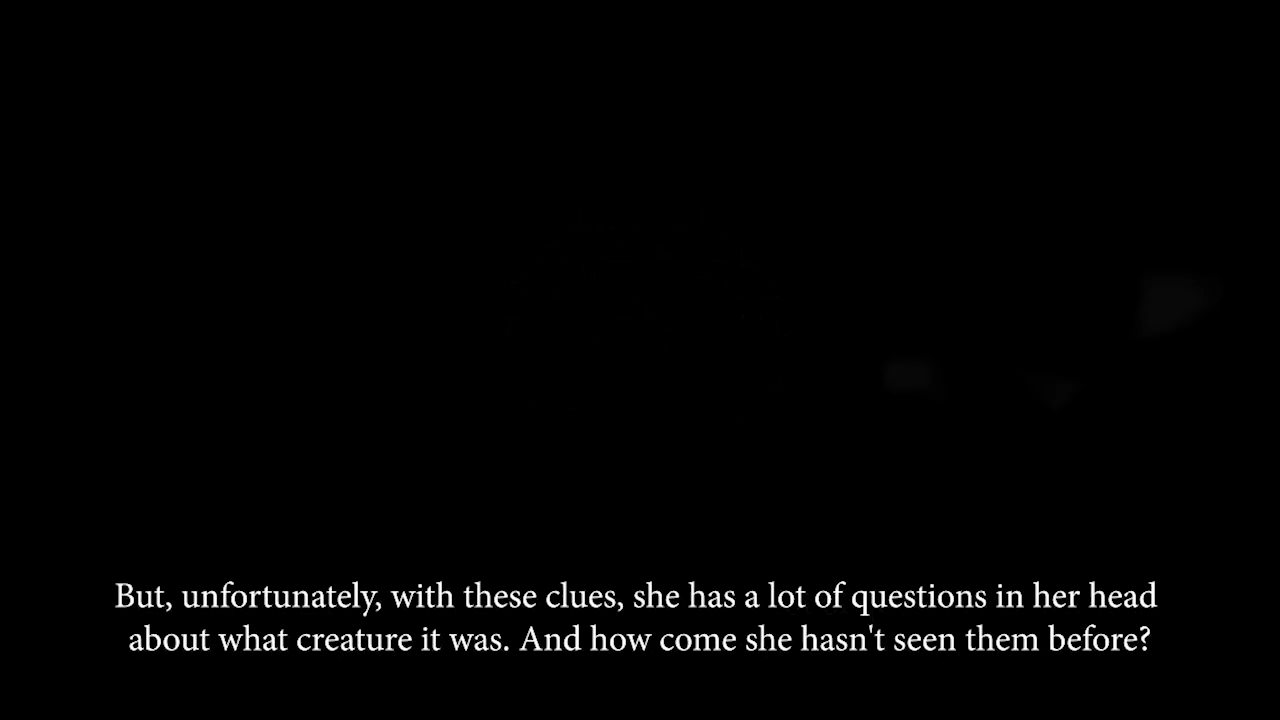 But, unfortunately, with these clues, she has a lot of questions in her head
about what creature it was. And how come she hasn't seen them before?